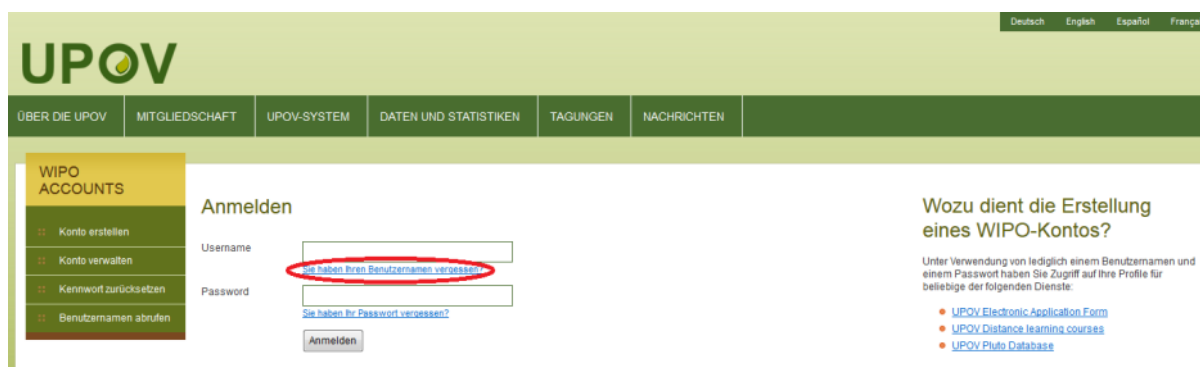 Deutsch English Español França
UPOV
ÜBER DIE UPOV MITGLIEDSCHAFT UPOV-SYSTEM DATEN UND STATISTIKEN TAGUNGEN NACHRICHTEN
WIPO
ACCOUNTS
Konto erstellen
Konto verwalten
Kennwort zurücksetzen
Benutzernamen abrufen
Anmelden
Username
Sie haben Ihren Benutzernamen vergessen?
Password
Sie haben Ihr Passwort vergessen?
Anmelden
Wozu dient die Erstellung
eines WIPO-Kontos?
Unter Verwendung von lediglich einem Benutzernamen und
einem Passwort haben Sie Zugriff auf Ihre Profile für
beliebige der folgenden Dienste:
UPOV Electronic Application Form
UPOV Distance learning courses
UPOV Pluto Database